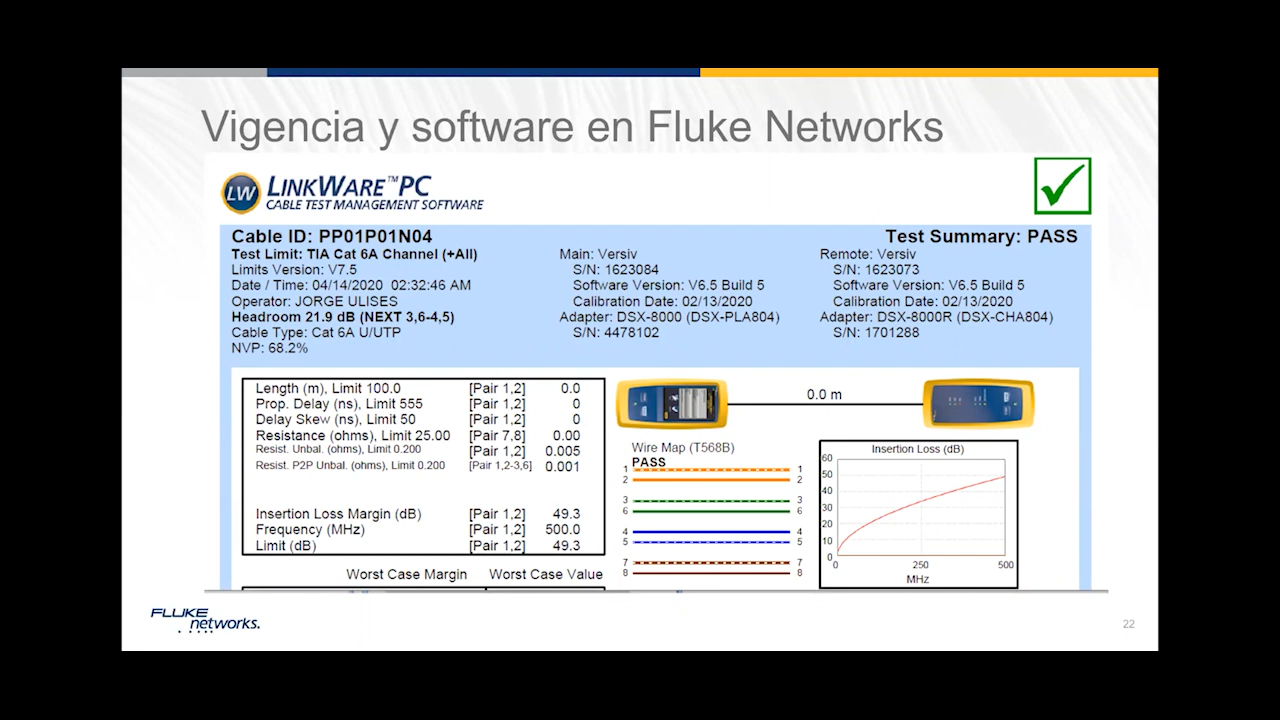 Vigencia y software en Fluke Networks
LW LINKWARE™PC
CABLE TEST MANAGEMENT SOFTWARE
Cable ID: PP01P01N04
Test Summary: PASS
Test Limit: TIA Cat 6A Channel (+All)
Limits Version: V7.5
Date / Time: 04/14/2020 02:32:46 AM
Operator: JORGE ULISES
Headroom 21.9 dB (NEXT 3,6-4,5)
Cable Type: Cat 6A U/UTP
NVP: 68.2%
Main: Versiv
S/N: 1623084
Software Version: V6.5 Build 5
Calibration Date: 02/13/2020
Adapter: DSX-8000 (DSX-PLA804)
S/N: 4478102
Remote: Versiv
S/N: 1623073
Software Version: V6.5 Build 5
Calibration Date: 02/13/2020
Adapter: DSX-8000R (DSX-CHA804)
S/N: 1701288
Length (m), Limit 100.0 [Pair 1,2] 0.0
Prop. Delay (ns), Limit 555 [Pair 1,2] 0
Delay Skew (ns), Limit 50 [Pair 1,2] 0
Resistance (ohms), Limit 25.00 [Pair 7,8] 0.00
Resist. Unbal. (ohms), Limit 0.200 [Pair 1,2] 0.005
Resist. P2P Unbal. (ohms), Limit 0.200 [Pair 1,2-3,6] 0.001
Insertion Loss Margin (dB) [Pair 1,2] 49.3
Frequency (MHz) [Pair 1,2] 500.0
Limit (dB) [Pair 1,2] 49.3
Worst Case Margin Worst Case Value
0.0 m
Wire Map (T568B)
PASS
1 1
2 2
3 3
6 6
4 4
5 5
7 7
8 8
Insertion Loss (dB)
60
50
40
30
20
10
0
0 250 500
MHz
FLUKE
networks.
22